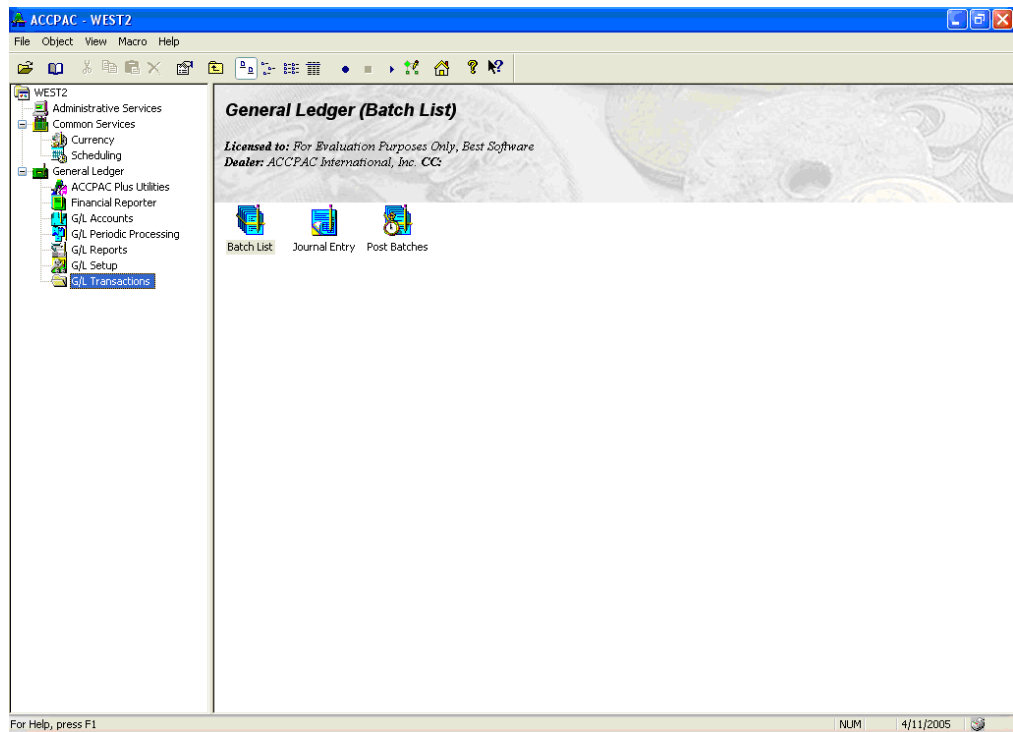 ACCPAC - WEST2
File Object View Macro Help
WEST2
Administrative Services
Common Services
Currency
Scheduling
General Ledger
ACCPAC Plus Utilities
Financial Reporter
G/L Accounts
G/L Periodic Processing
G/L Reports
G/L Setup
G/L Transactions
General Ledger (Batch List)
Licensed to: For Evaluation Purposes Only, Best Software
Dealer: ACCPAC International, Inc. CC:
Batch List Journal Entry Post Batches
For Help, press F1 NUM 4/11/2005